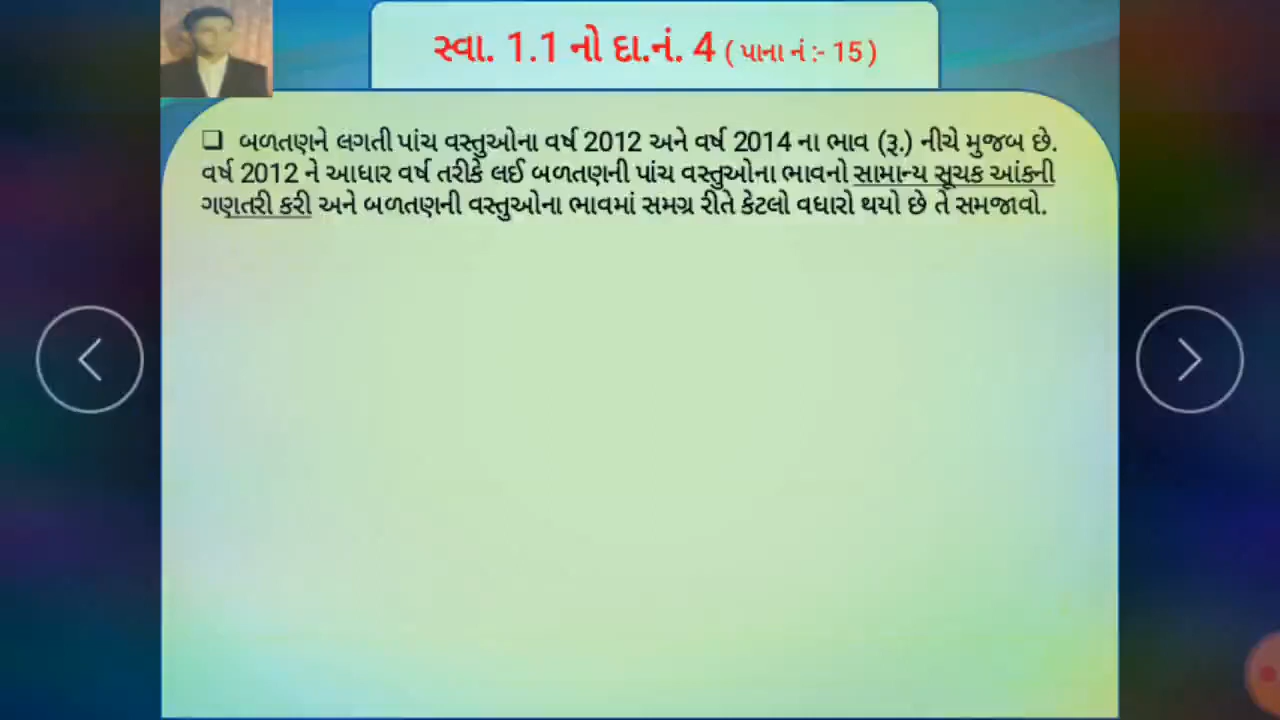 સ્વા. 1.1 નો દા.નં. 4 ( પાના નં :- 15 )
❑ બળતણને લગતી પાંચ વસ્તુઓના વર્ષ 2012 અને વર્ષ 2014 ના ભાવ (રૂ.) નીચે મુજબ છે.
વર્ષ 2012 ને આધાર વર્ષ તરીકે લઈ બળતણની પાંચ વસ્તુઓના ભાવનો સામાન્ય સૂચક આંકની
ગણતરી કરી અને બળતણની વસ્તુઓના ભાવમાં સમગ્ર રીતે કેટલો વધારો થયો છે તે સમજાવો.